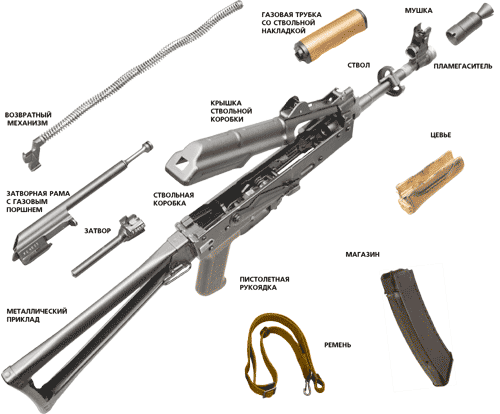 ГАЗОВАЯ ТРУБКА
СО СТВОЛЬНОЙ
НАКЛАДКОЙ
МУШКА
ПЛАМЕГАСИТЕЛЬ
СТВОЛ
КРЫШКА
СТВОЛЬНОЙ
КОРОБКИ
ВОЗВРАТНЫЙ
МЕХАНИЗМ
ЦЕВЬЕ
ЗАТВОРНАЯ РАМА
С ГАЗОВЫМ
ПОРШНЕМ
СТВОЛЬНАЯ
КОРОБКА
ЗАТВОР
МАГАЗИН
ПИСТОЛЕТНАЯ
РУКОЯДКА
МЕТАЛЛИЧЕСКИЙ
ПРИКЛАД
РЕМЕНЬ